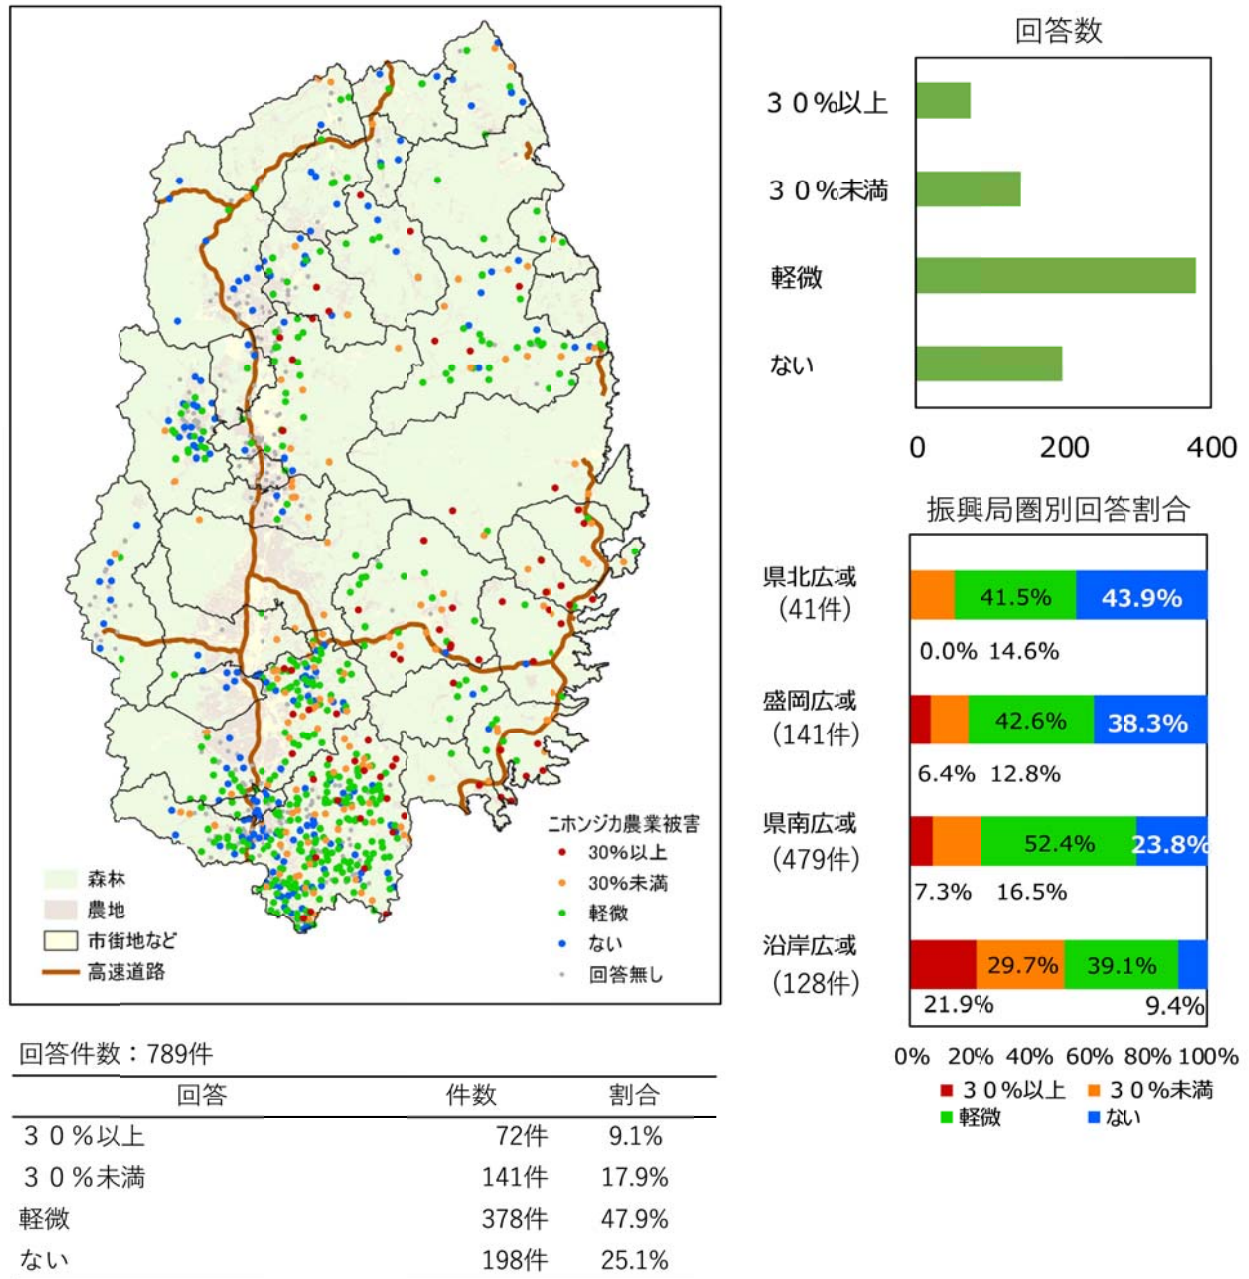 ニホンジカ農業被害
30%以上
30%未満
軽微
ない
回答無し
森林
農地
市街地など
高速道路
回答数
３０%以上
３０%未満
軽微
ない
0 200 400
振興局圏別回答割合
県北広域
（41件）
41.5% 43.9%
0.0% 14.6%
盛岡広域
（141件）
42.6% 38.3%
6.4% 12.8%
県南広域
（479件）
52.4% 23.8%
7.3% 16.5%
沿岸広域
（128件）
29.7% 39.1%
21.9% 9.4%
0% 20% 40% 60% 80% 100%
３０%以上 ３０%未満
軽微 ない
回答件数：789件
回答 件数 割合
３０%以上 72件 9.1%
３０%未満 141件 17.9%
軽微 378件 47.9%
ない 198件 25.1%